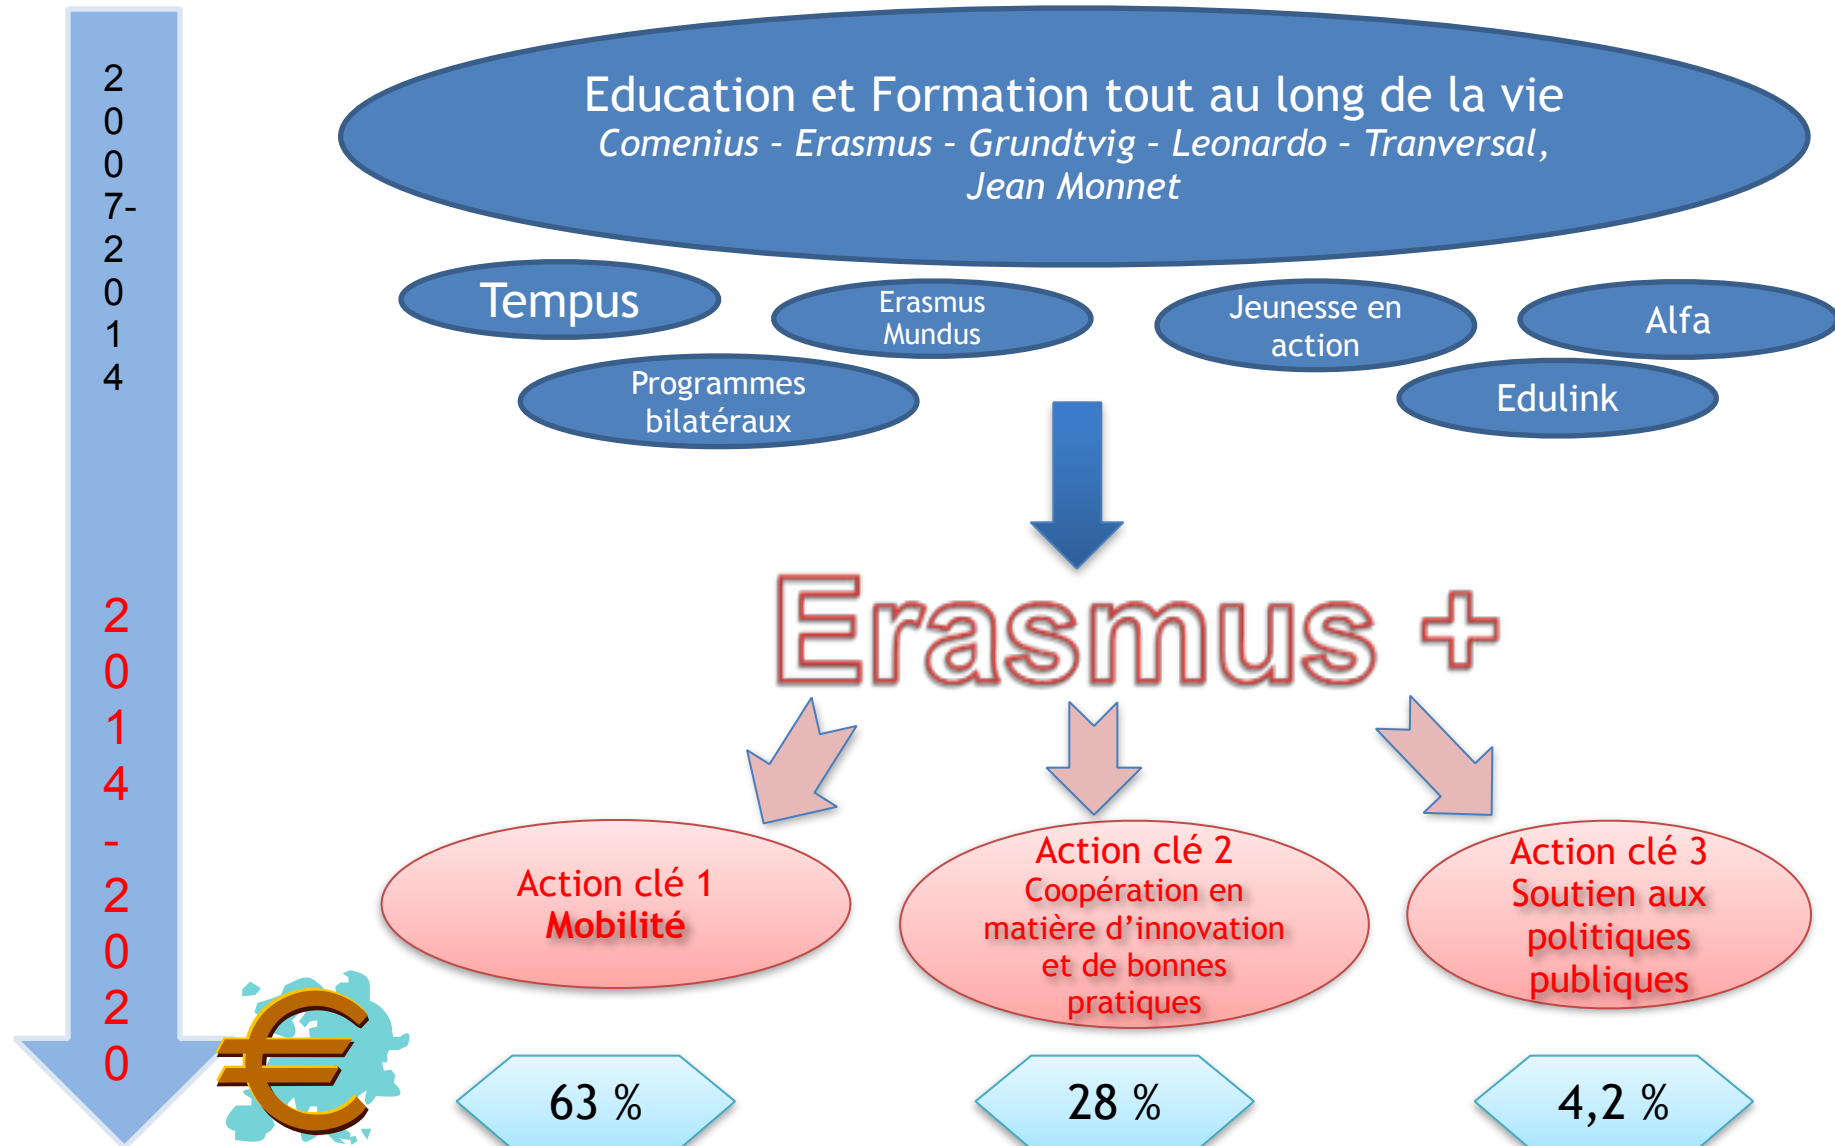 2
0
0
7-
2
0
1
4
2
0
1
4
-
2
0
2
0
Education et Formation tout au long de la vie
Comenius – Erasmus – Grundtvig – Leonardo – Tranversal,
Jean Monnet
Tempus
Erasmus
Mundus
Jeunesse en
action
Alfa
Programmes
bilatéraux
Edulink
Erasmus +
Action clé 1
Mobilité
Action clé 2
Coopération en
matière d’innovation
et de bonnes
pratiques
Action clé 3
Soutien aux
politiques
publiques
€
63 %
28 %
4,2 %